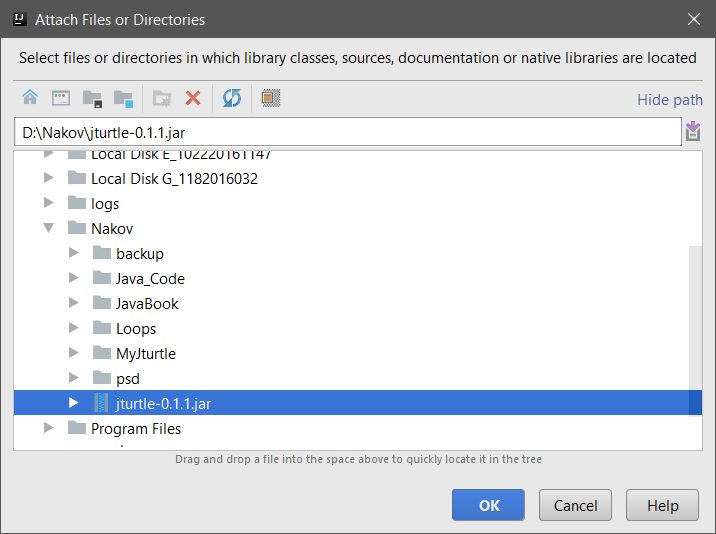 IJ
Attach Files or Directories
Select files or directories in which library classes, sources, documentation or native libraries are located
Hide path
D:\Nakov\jturtle-0.1.1.jar
Local Disk E_102220161147
Local Disk G_1182016032
logs
Nakov
backup
Java_Code
JavaBook
Loops
MyJturtle
psd
jturtle-0.1.1.jar
Program Files
Drag and drop a file into the space above to quickly locate it in the tree
OK
Cancel
Help